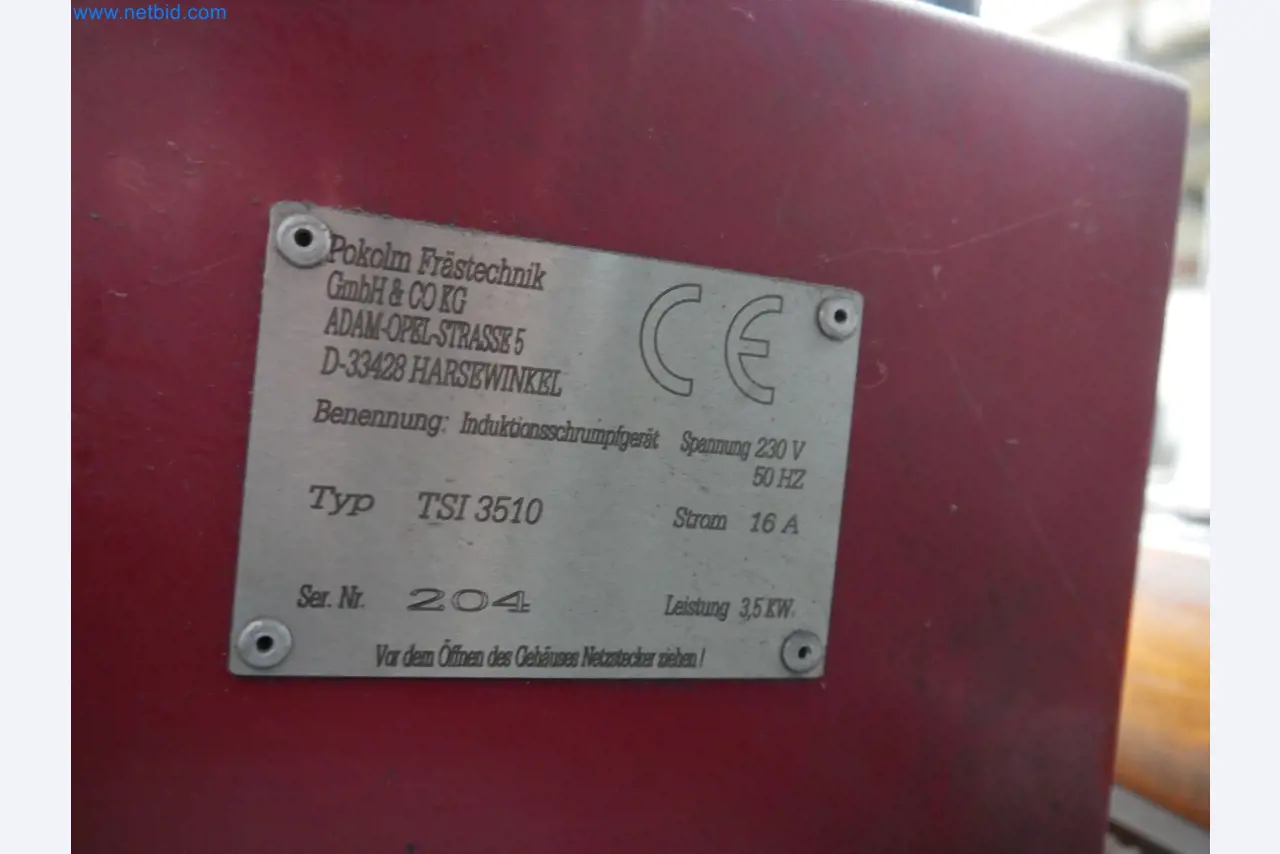 www.netbid.com
Pokolm Frästechnik
GmbH & CO KG
ADAM-OPEL-STRASSE 5
D-33428 HARSEWINKEL
CE
Benennung: Induktionsschrumpfgerät Spannung 230 V
50 HZ
Typ TSI 3510 Strom 16 A
Ser. Nr. 204 Leistung 3,5 KW
Vor dem Öffnen des Gehäuses Netzstecker ziehen!